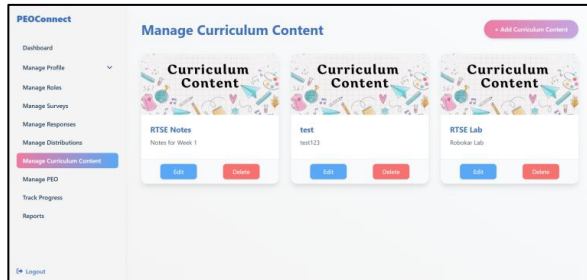 PEOConnect
Dashboard
Manage Profile
Manage Roles
Manage Surveys
Manage Responses
Manage Distributions
Manage Curriculum Content
Manage PEO
Track Progress
Reports
Logout
Manage Curriculum
Content
+ Add Curriculum Content
Curriculum
Content
RTSE Notes
Notes for Week 1
Edit
Delete
Curriculum
Content
test
test123
Edit
Delete
Curriculum
Content
RTSE Lab
Robokar Lab
Edit
Delete